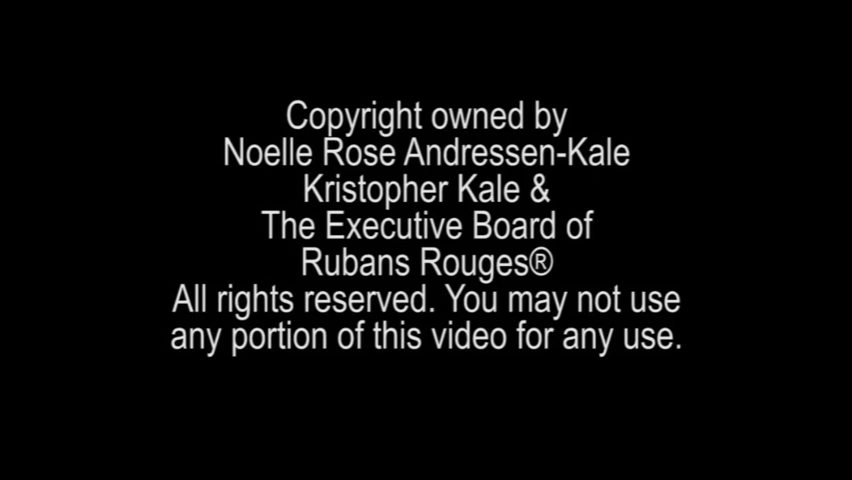 Copyright owned by
Noelle Rose Andressen-Kale
Kristopher Kale &
The Executive Board of
Rubans Rouges®
All rights reserved. You may not use
any portion of this video for any use.